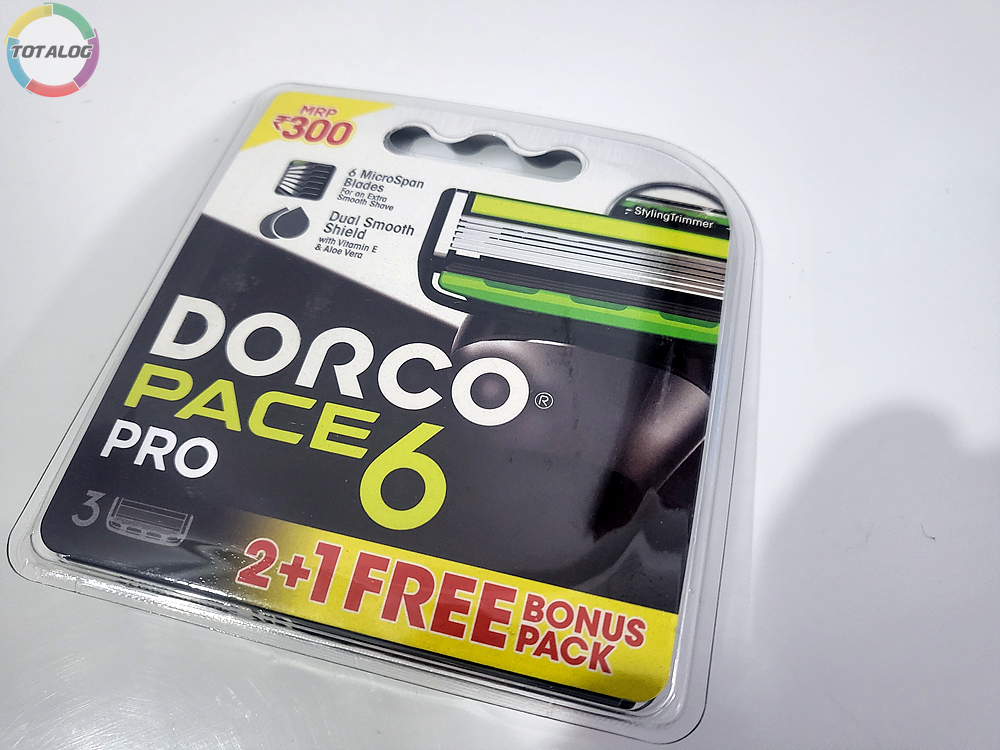 TOTALOG
MRP
₹300
6 MicroSpan
Blades
For an Extra
Smooth Shave
Dual Smooth
Shield
with Vitamin E
& Aloe Vera
StylingTrimmer
DORCO®
PACE 6
PRO
3
2+1 FREE BONUS
PACK